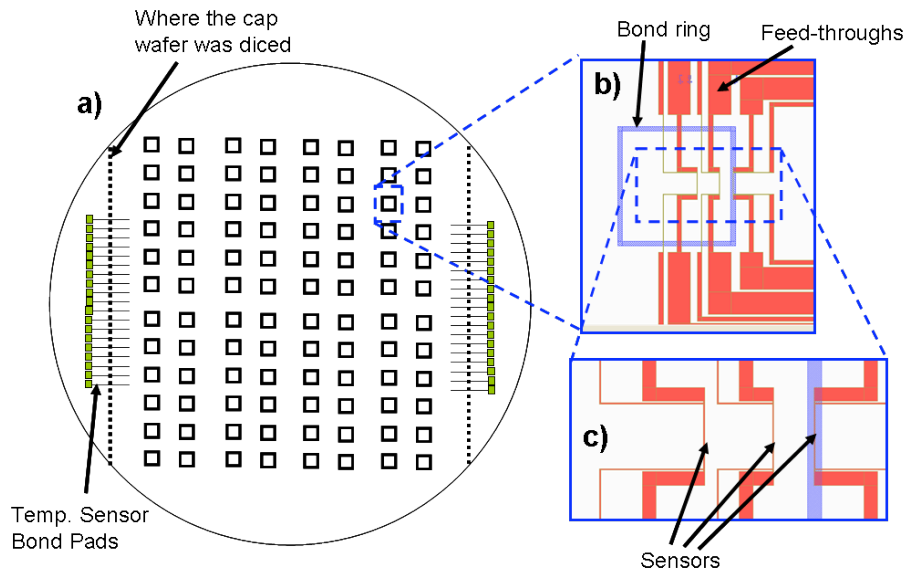 Where the cap
wafer was diced
Bond ring
Feed-throughs
a)
b)
c)
Temp. Sensor
Bond Pads
Sensors